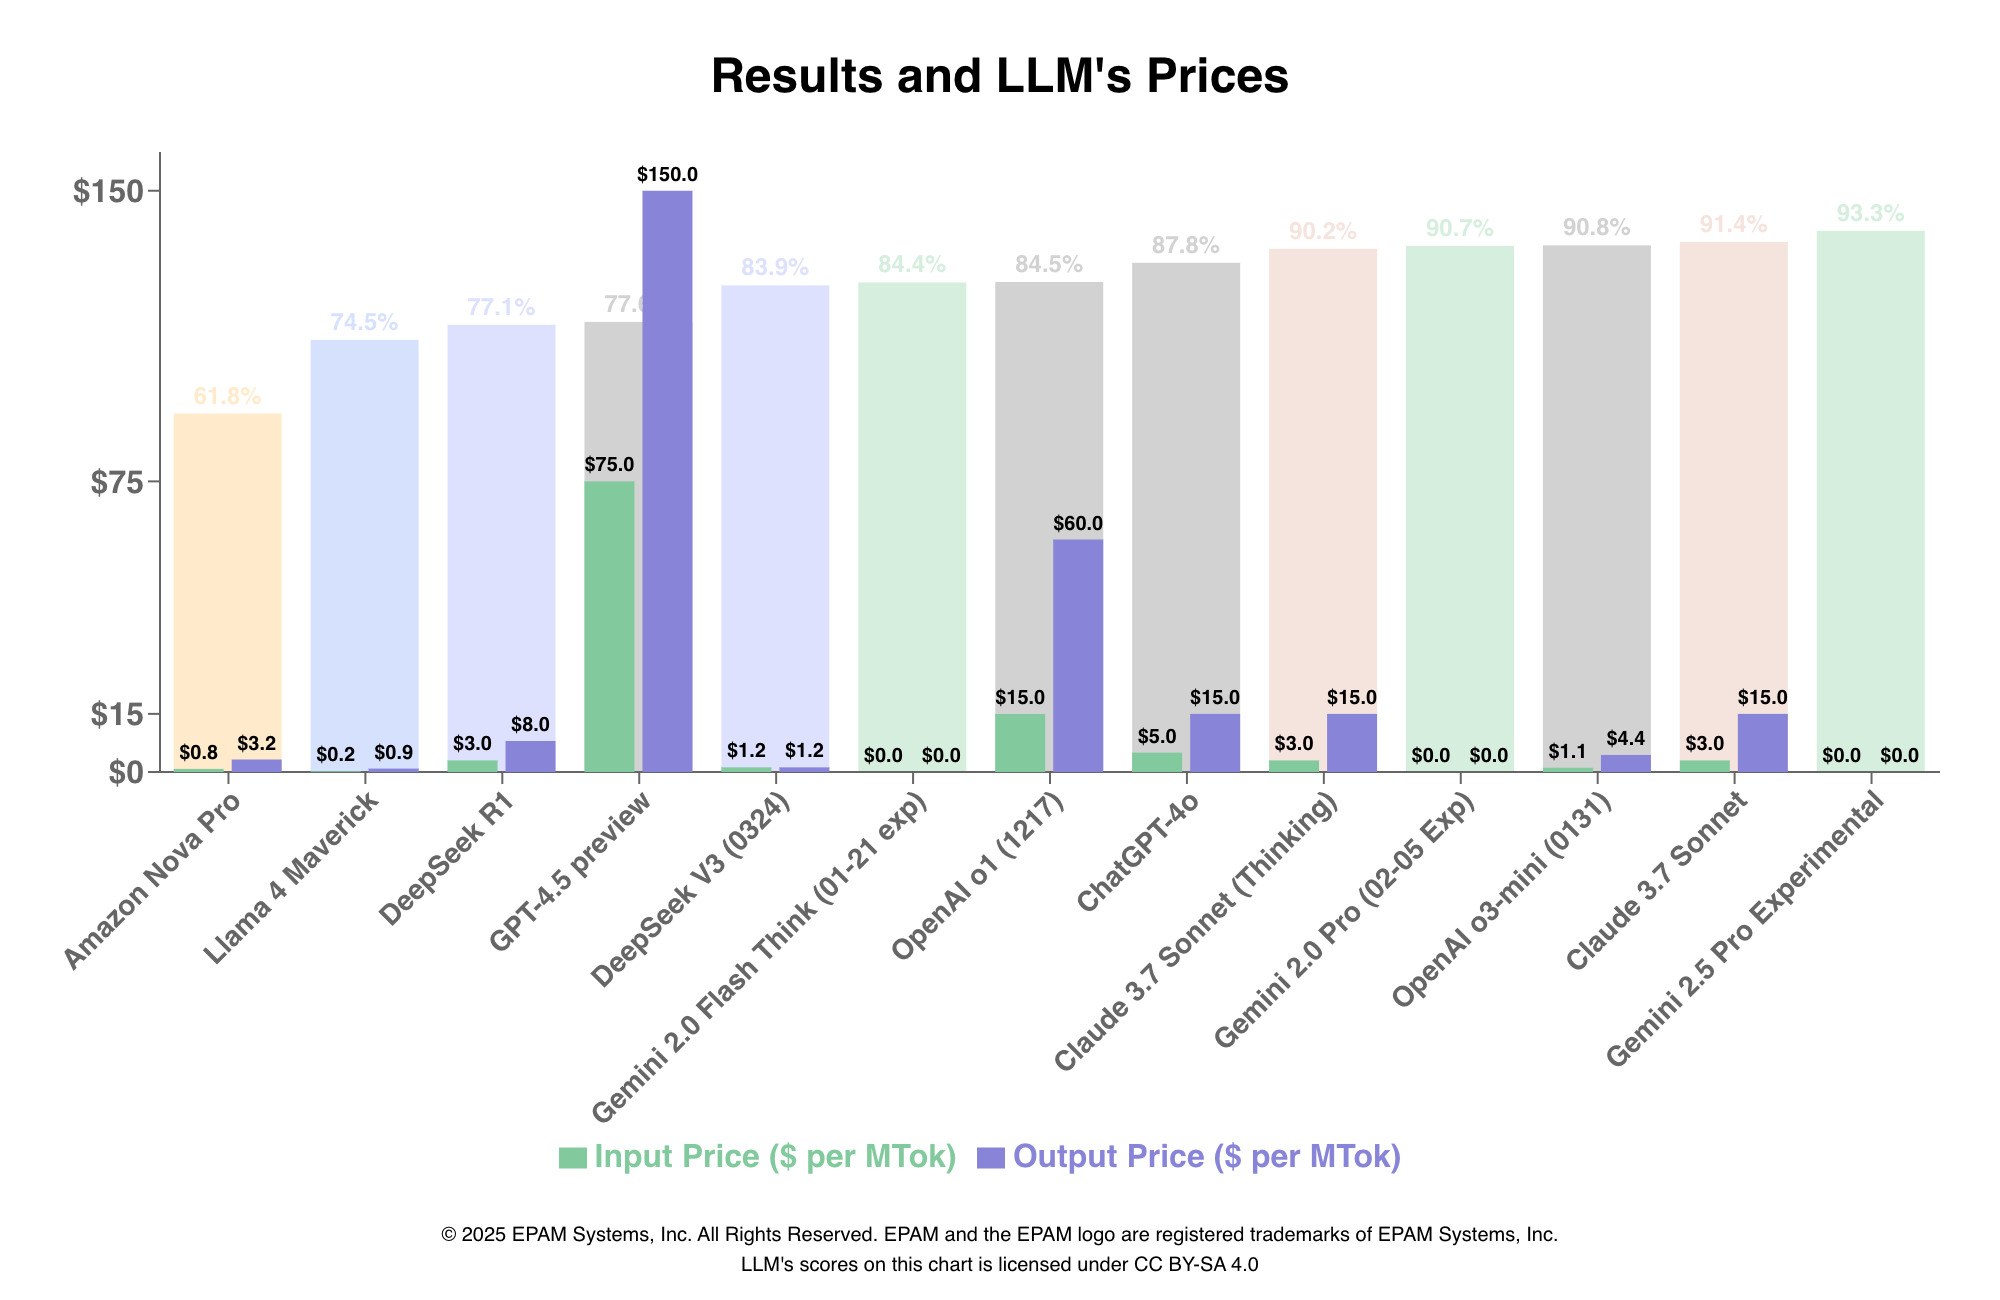 Results and LLM's Prices
$150
$75
$15
$0
61.8%
74.5%
77.1%
83.9%
84.4%
84.5%
87.8%
90.2%
90.7%
90.8%
91.4%
93.3%
$0.8 $3.2
$0.2 $0.9
$3.0 $8.0
$75.0 $150.0
$1.2 $1.2
$0.0 $0.0
$15.0 $60.0
$5.0 $15.0
$3.0 $15.0
$0.0 $0.0
$1.1 $4.4
$3.0 $15.0
$0.0 $0.0
Amazon Nova Pro
Llama 4 Maverick
DeepSeek R1
GPT-4.5 preview
DeepSeek V3 (0324)
Gemini 2.0 Flash Think (01-21 exp)
OpenAI o1 (1217)
ChatGPT-4o
Claude 3.7 Sonnet (Thinking)
Gemini 2.0 Pro (02-05 Exp)
OpenAI o3-mini (0131)
Claude 3.7 Sonnet
Gemini 2.5 Pro Experimental
Input Price ($ per MTok) Output Price ($ per MTok)
© 2025 EPAM Systems, Inc. All Rights Reserved. EPAM and the EPAM logo are registered trademarks of EPAM Systems, Inc.
LLM's scores on this chart is licensed under CC BY-SA 4.0